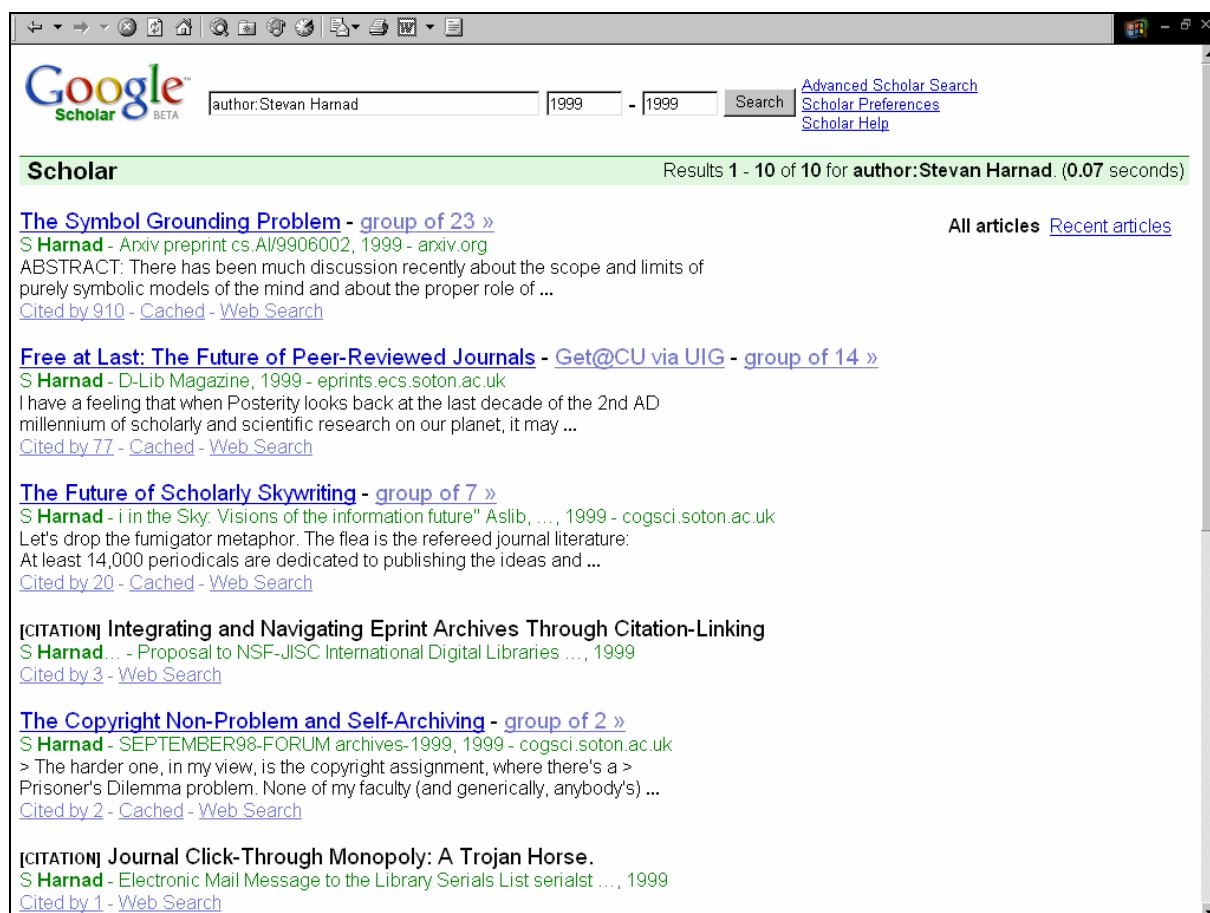 Google™
Scholar BETA
author:Stevan Harnad 1999 - 1999 Search
Advanced Scholar Search
Scholar Preferences
Scholar Help
Scholar Results 1 - 10 of 10 for author:Stevan Harnad. (0.07 seconds)
All articles Recent articles
The Symbol Grounding Problem - group of 23 »
S Harnad - Arxiv preprint cs.AI/9906002, 1999 - arxiv.org
ABSTRACT: There has been much discussion recently about the scope and limits of
purely symbolic models of the mind and about the proper role of ...
Cited by 910 - Cached - Web Search
Free at Last: The Future of Peer-Reviewed Journals - Get@CU via UIG - group of 14 »
S Harnad - D-Lib Magazine, 1999 - eprints.ecs.soton.ac.uk
I have a feeling that when Posterity looks back at the last decade of the 2nd AD
millennium of scholarly and scientific research on our planet, it may ...
Cited by 77 - Cached - Web Search
The Future of Scholarly Skywriting - group of 7 »
S Harnad - i in the Sky: Visions of the information future" Aslib, ..., 1999 - cogsci.soton.ac.uk
Let's drop the fumigator metaphor. The flea is the refereed journal literature:
At least 14,000 periodicals are dedicated to publishing the ideas and ...
Cited by 20 - Cached - Web Search
[CITATION] Integrating and Navigating Eprint Archives Through Citation-Linking
S Harnad... - Proposal to NSF-JISC International Digital Libraries ..., 1999
Cited by 3 - Web Search
The Copyright Non-Problem and Self-Archiving - group of 2 »
S Harnad - SEPTEMBER98-FORUM archives-1999, 1999 - cogsci.soton.ac.uk
> The harder one, in my view, is the copyright assignment, where there's a >
Prisoner's Dilemma problem. None of my faculty (and generically, anybody's) ...
Cited by 2 - Cached - Web Search
[CITATION] Journal Click-Through Monopoly: A Trojan Horse.
S Harnad - Electronic Mail Message to the Library Serials List serialst ..., 1999
Cited by 1 - Web Search